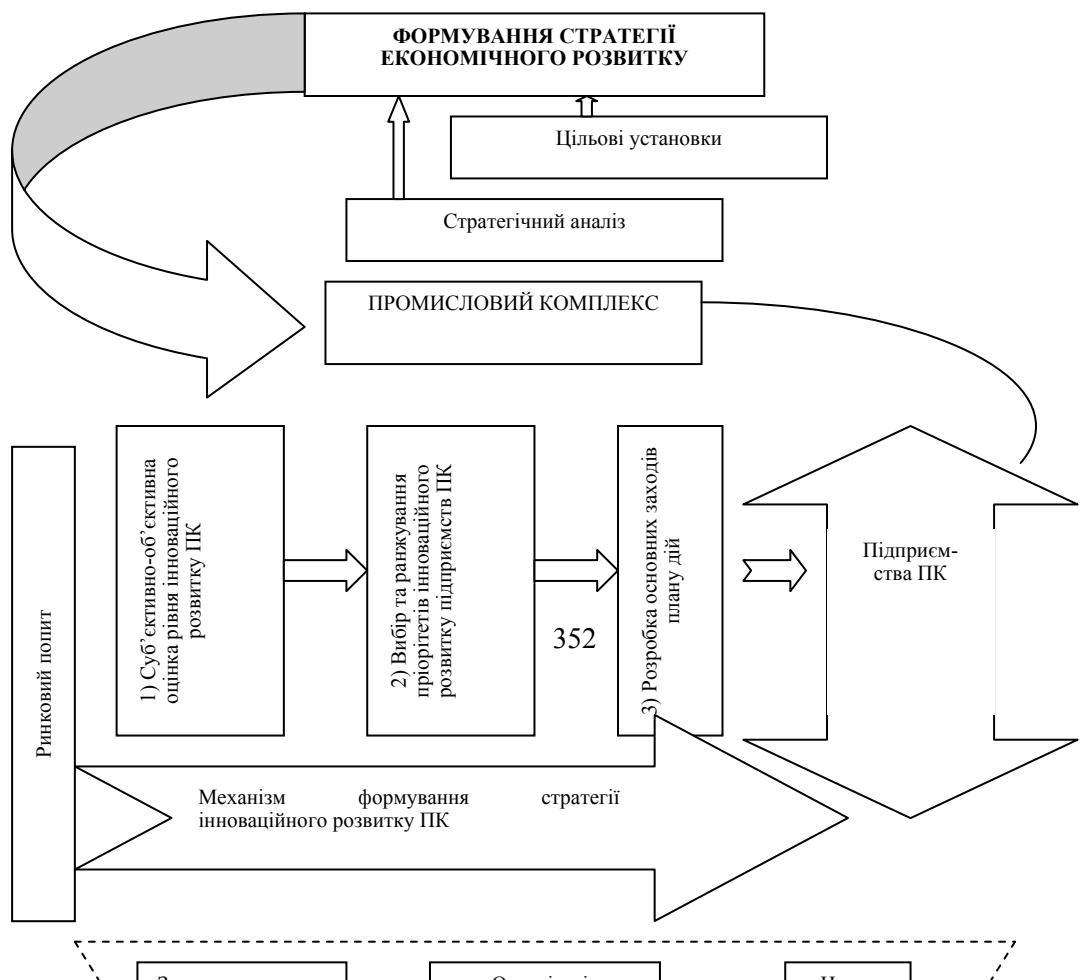 ФОРМУВАННЯ СТРАТЕГІЇ
ЕКОНОМІЧНОГО РОЗВИТКУ
Цільові установки
Стратегічний аналіз
ПРОМИСЛОВИЙ КОМПЛЕКС
Ринковий попит
1) Суб’єктивно-об’єктивна
оцінка рівня інноваційного
розвитку ПК
2) Вибір та ранжування
пріорітетів інноваційного
розвитку підприємств ПК
352
3) Розробка основних заходів
плану дій
Підприєм-
ства ПК
Механізм формування стратегії
інноваційного розвитку ПК